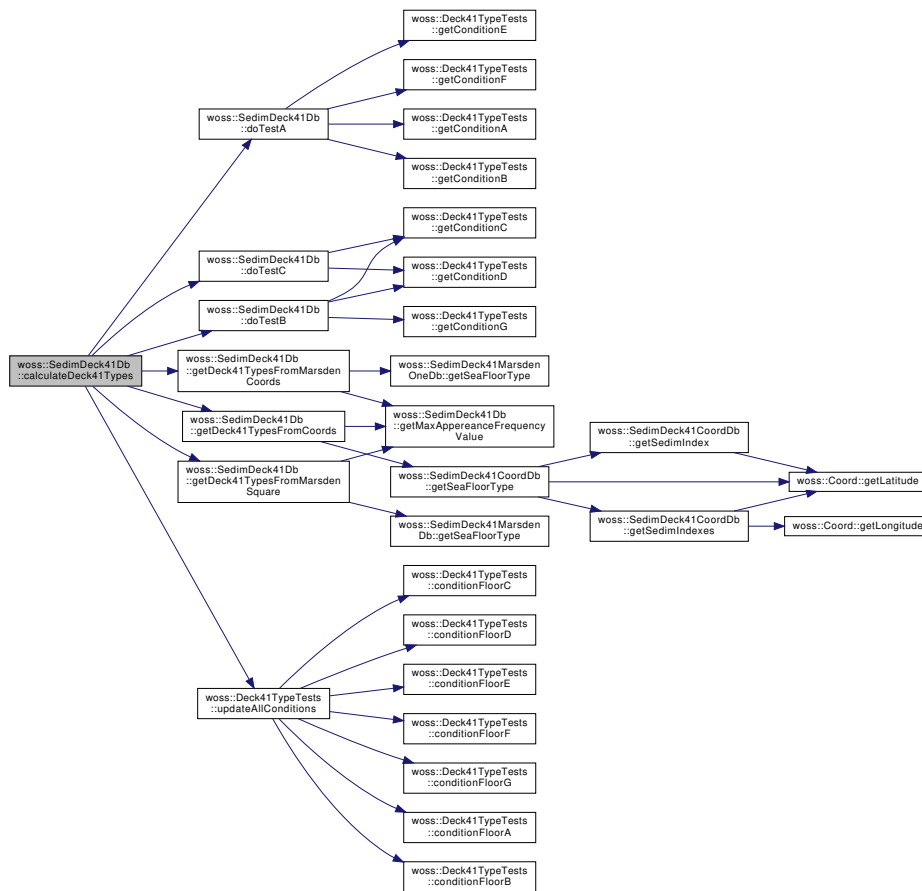 woss::Deck41TypeTests
::getConditionE
woss::Deck41TypeTests
::getConditionF
woss::SedimDeck41Db
::doTestA
woss::Deck41TypeTests
::getConditionA
woss::Deck41TypeTests
::getConditionB
woss::Deck41TypeTests
::getConditionC
woss::SedimDeck41Db
::doTestC
woss::Deck41TypeTests
::getConditionD
woss::SedimDeck41Db
::doTestB
woss::Deck41TypeTests
::getConditionG
woss::SedimDeck41Db
::calculateDeck41Types
woss::SedimDeck41Db
::getDeck41TypesFromMarsden
Coords
woss::SedimDeck41Marsden
OneDb::getSeaFloorType
woss::SedimDeck41Db
::getDeck41TypesFromCoords
woss::SedimDeck41Db
::getMaxAppereanceFrequency
Value
woss::SedimDeck41CoordDb
::getSedimIndex
woss::SedimDeck41Db
::getDeck41TypesFromMarsden
Square
woss::SedimDeck41CoordDb
::getSeaFloorType
woss::Coord::getLatitude
woss::SedimDeck41Marsden
Db::getSeaFloorType
woss::SedimDeck41CoordDb
::getSedimIndexes
woss::Coord::getLongitude
woss::Deck41TypeTests
::conditionFloorC
woss::Deck41TypeTests
::conditionFloorD
woss::Deck41TypeTests
::conditionFloorE
woss::Deck41TypeTests
::updateAllConditions
woss::Deck41TypeTests
::conditionFloorF
woss::Deck41TypeTests
::conditionFloorG
woss::Deck41TypeTests
::conditionFloorA
woss::Deck41TypeTests
::conditionFloorB